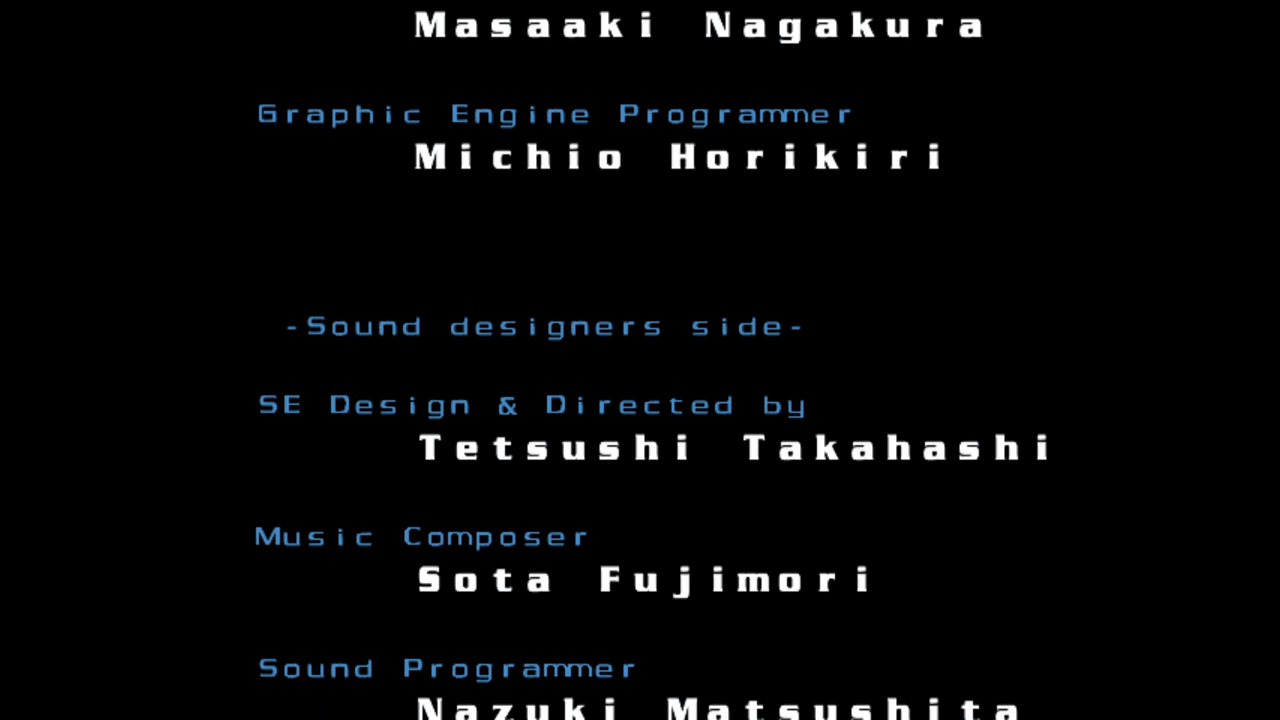 Masaaki Nagakura
Graphic Engine Programmer
Michio Horikiri
-Sound designers side-
SE Design & Directed by
Tetsushi Takahashi
Music Composer
Sota Fujimori
Sound Programmer
Nazuki Matsushita